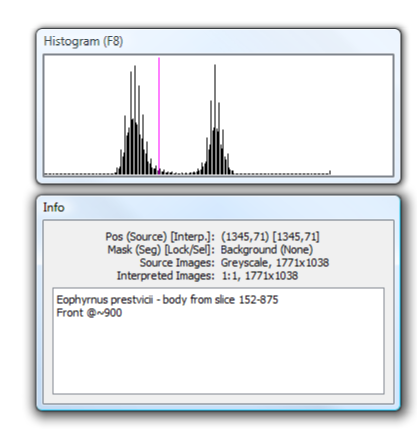 Histogram (F8)
Info
Pos (Source) [Interp.]: (1345,71) [1345,71]
Mask (Seg) [Lock/Sel]: Background (None)
Source Images: Greyscale, 1771x1038
Interpreted Images: 1:1, 1771x1038
Eophyrnus prestvicii - body from slice 152-875
Front @~900